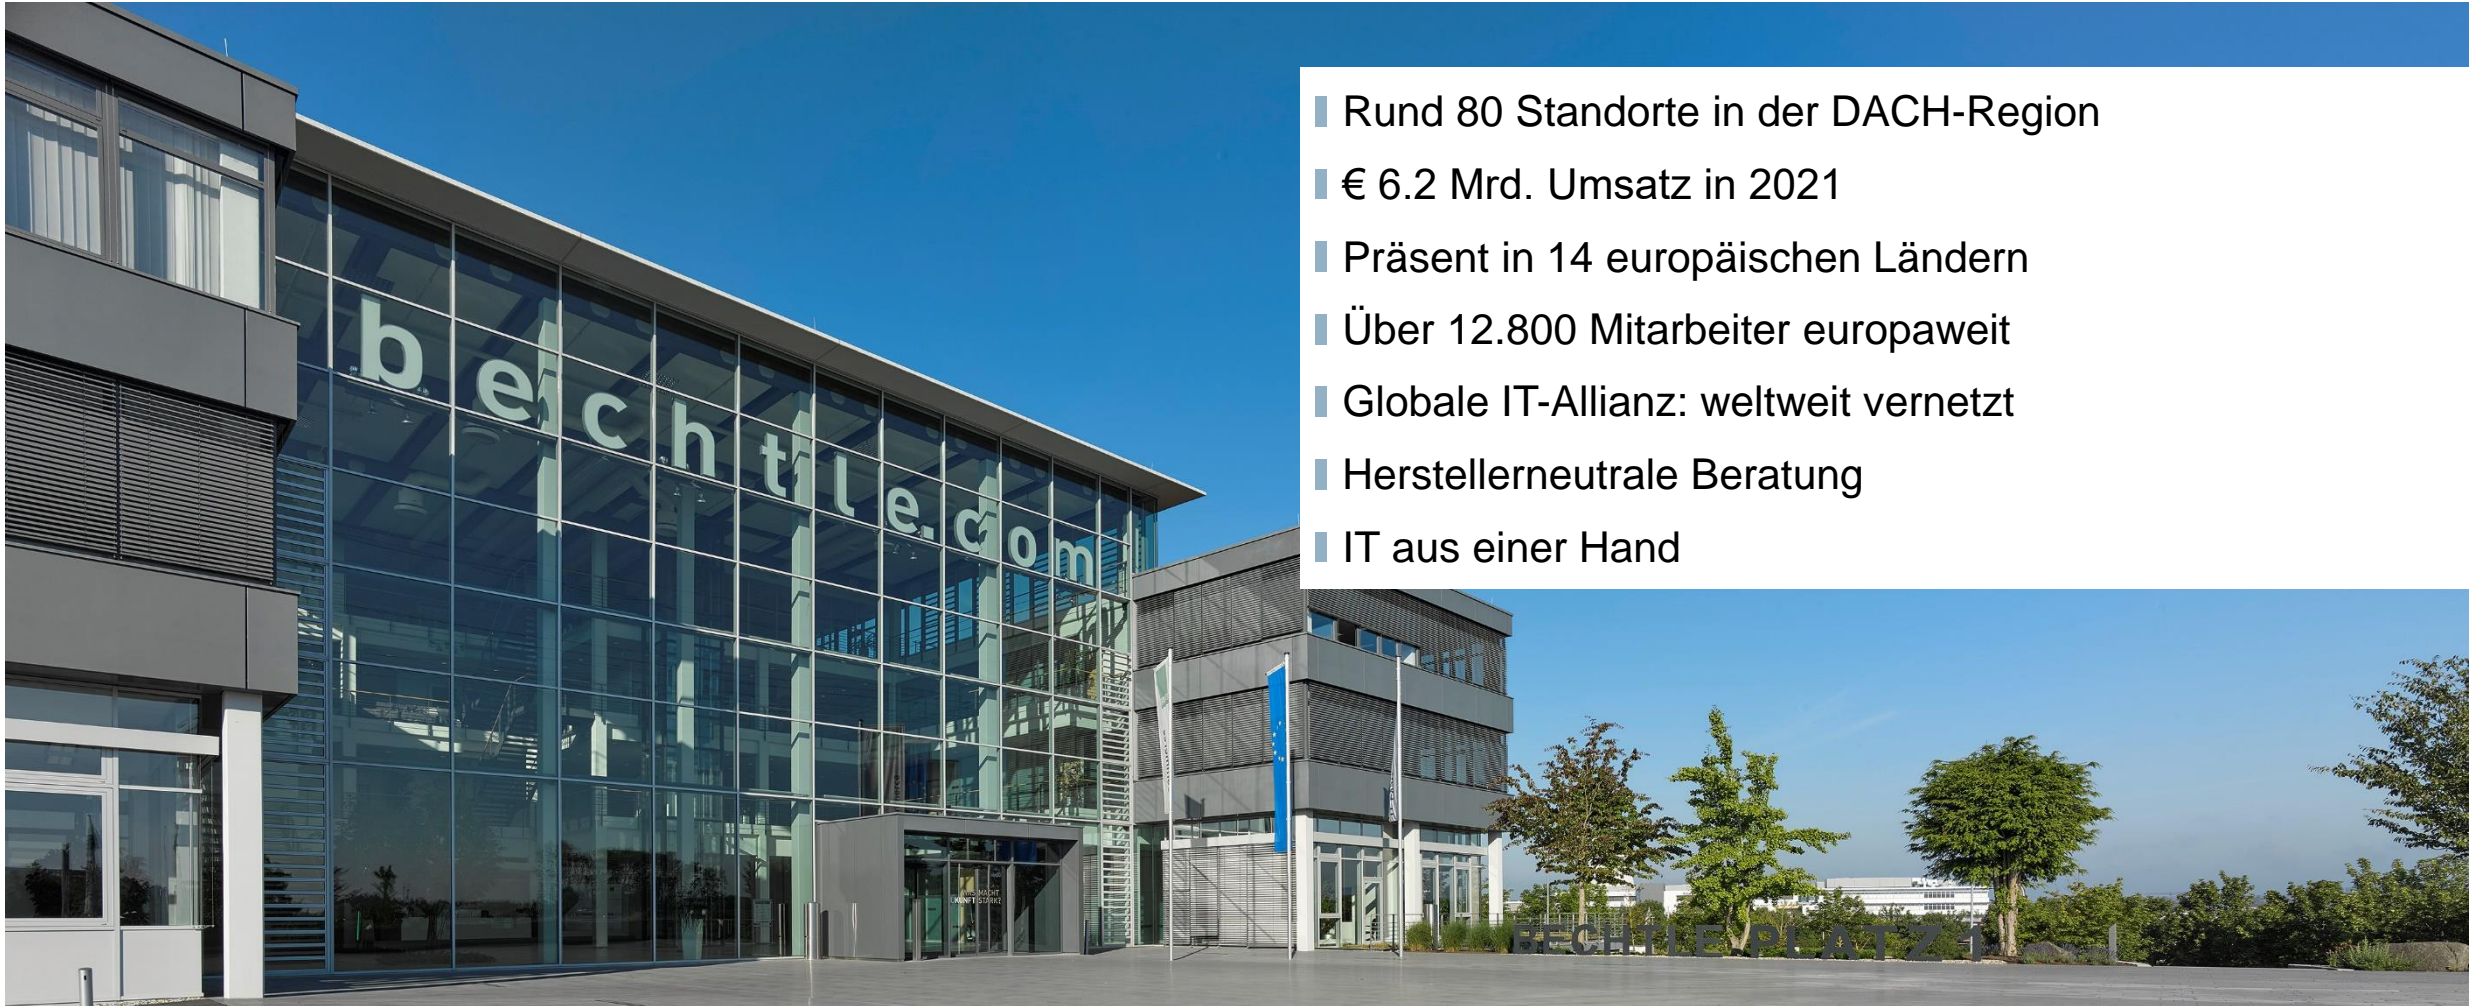 bechtle.com
Rund 80 Standorte in der DACH-Region
€ 6.2 Mrd. Umsatz in 2021
Präsent in 14 europäischen Ländern
Über 12.800 Mitarbeiter europaweit
Globale IT-Allianz: weltweit vernetzt
Herstellerneutrale Beratung
IT aus einer Hand
MACHT
STARK?
BECHTLE PLATZ 1